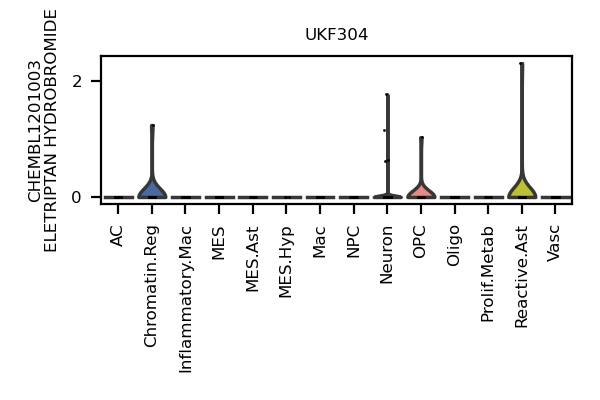 UKF304
CHEMBL1201003
ELETRIPTAN HYDROBROMIDE
2
0
AC
Chromatin.Reg
Inflammatory.Mac
MES
MES.Ast
MES.Hyp
Mac
NPC
Neuron
OPC
Oligo
Prolif.Metab
Reactive.Ast
Vasc